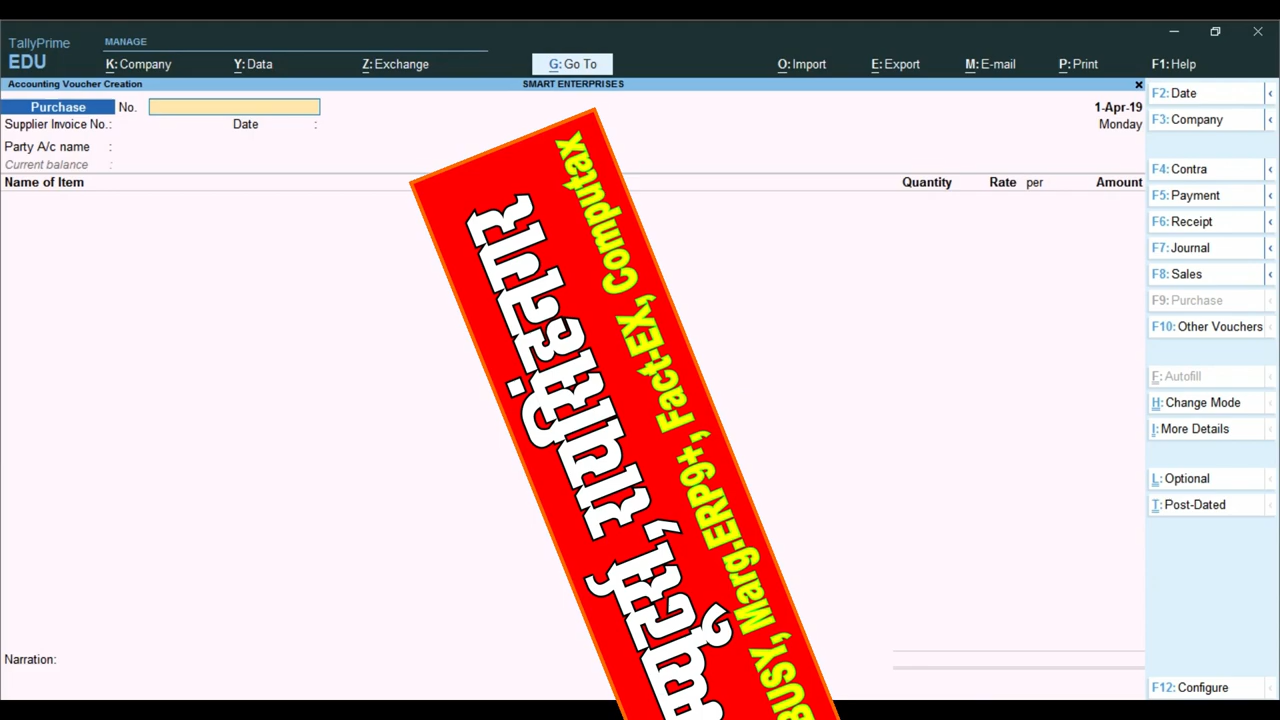 TallyPrime
EDU
MANAGE
K: Company
Y: Data
Z: Exchange
G: Go To
O: Import
E: Export
M: E-mail
P: Print
F1: Help
Accounting Voucher Creation
SMART ENTERPRISES
Purchase No.
1-Apr-19
Monday
Supplier Invoice No.: Date :
Party A/c name :
Current balance :
Name of Item Quantity Rate per Amount
Narration:
F2: Date
F3: Company
F4: Contra
F5: Payment
F6: Receipt
F7: Journal
F8: Sales
F9: Purchase
F10: Other Vouchers
F: Autofill
H: Change Mode
I: More Details
L: Optional
T: Post-Dated
F12: Configure
BUSY, Marg.ERP9+, Fact-EX, Computax